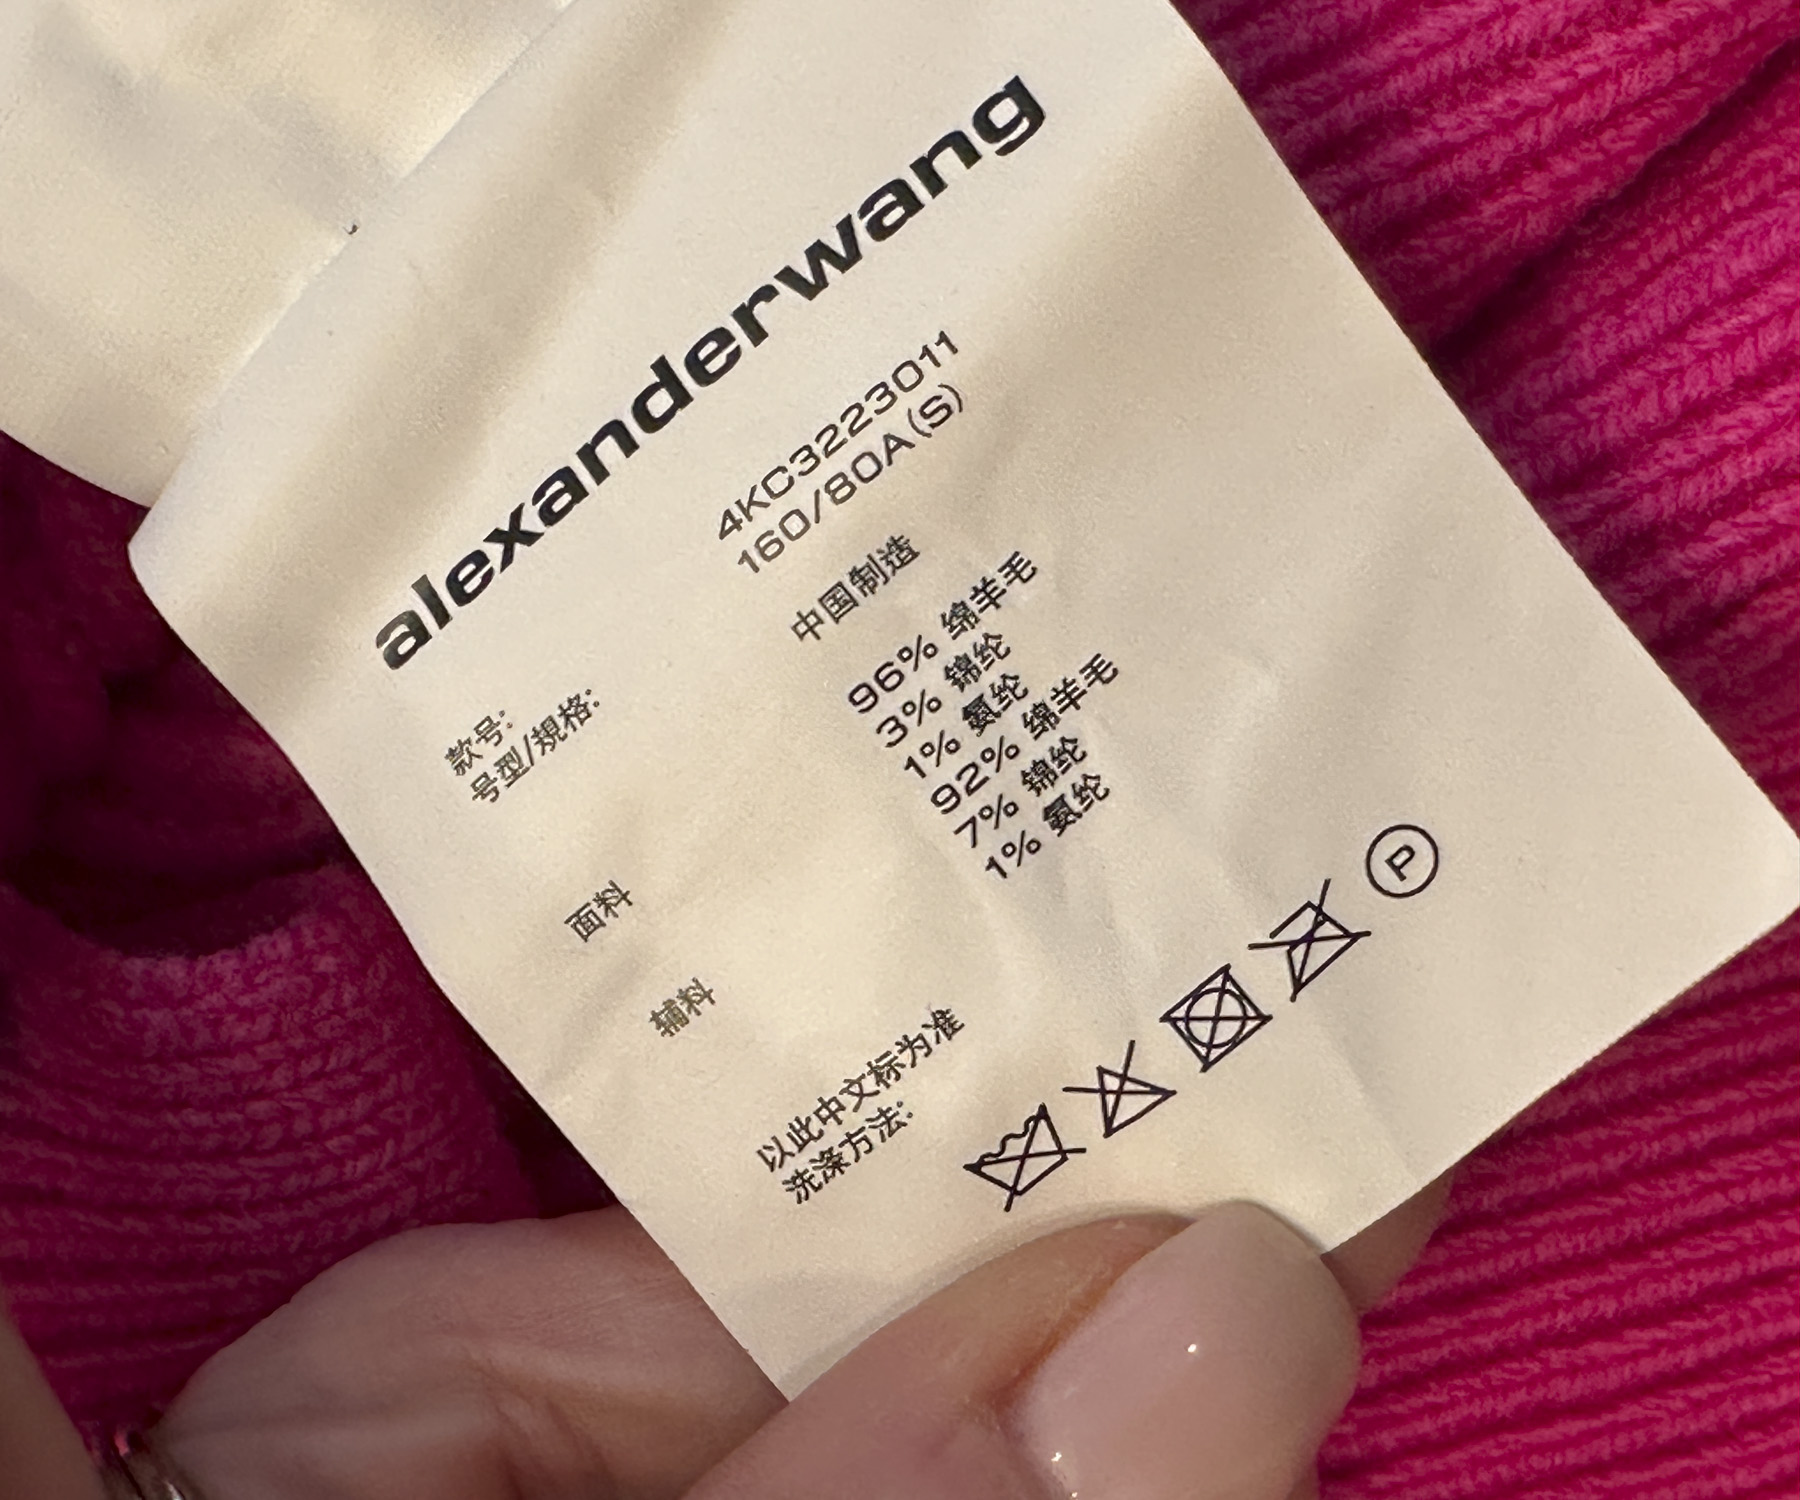 alexanderwang
款号: 4KC3223011
号型/規格: 160/80A(S)
中国制造
面料 96% 绵羊毛
3% 锦纶
1% 氨纶
辅料 92% 绵羊毛
7% 锦纶
1% 氨纶
以此中文标为准
洗涤方法:
P